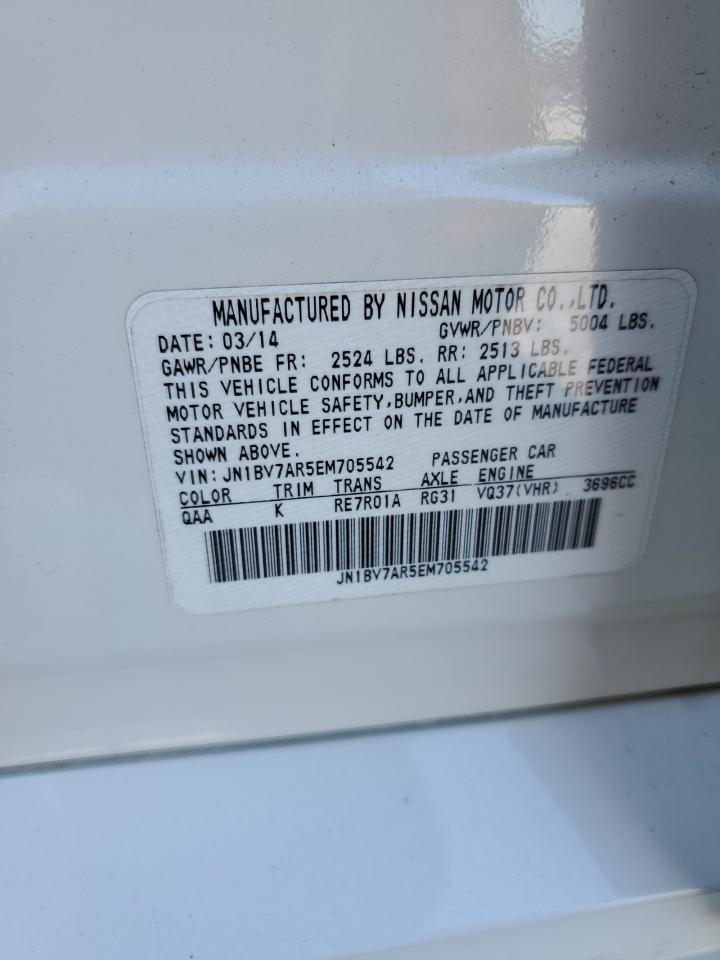 MANUFACTURED BY NISSAN MOTOR CO.,LTD.
DATE: 03/14 GVWR/PNBV: 5004 LBS.
GAWR/PNBE FR: 2524 LBS. RR: 2513 LBS.
THIS VEHICLE CONFORMS TO ALL APPLICABLE FEDERAL
MOTOR VEHICLE SAFETY,BUMPER,AND THEFT PREVENTION
STANDARDS IN EFFECT ON THE DATE OF MANUFACTURE
SHOWN ABOVE.
VIN: JN1BV7AR5EM705542 PASSENGER CAR
COLOR TRIM TRANS AXLE ENGINE
QAA K RE7R01A RG31 VQ37(VHR) 3696CC
JN1BV7AR5EM705542